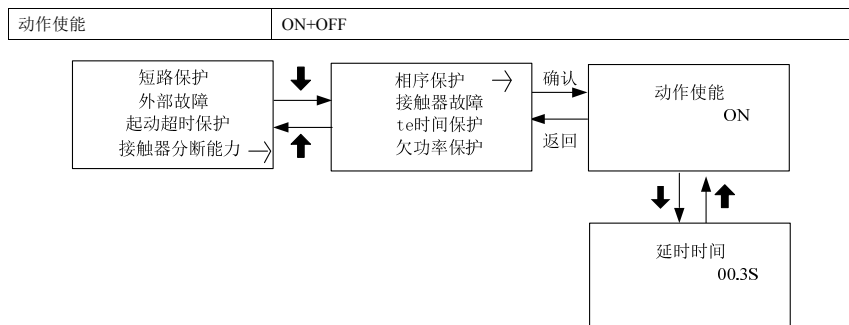 动作使能 ON+OFF
短路保护
外部故障
起动超时保护
接触器分断能力
相序保护
接触器故障
te时间保护
欠功率保护
确认
返回
动作使能
ON
延时时间
00.3S